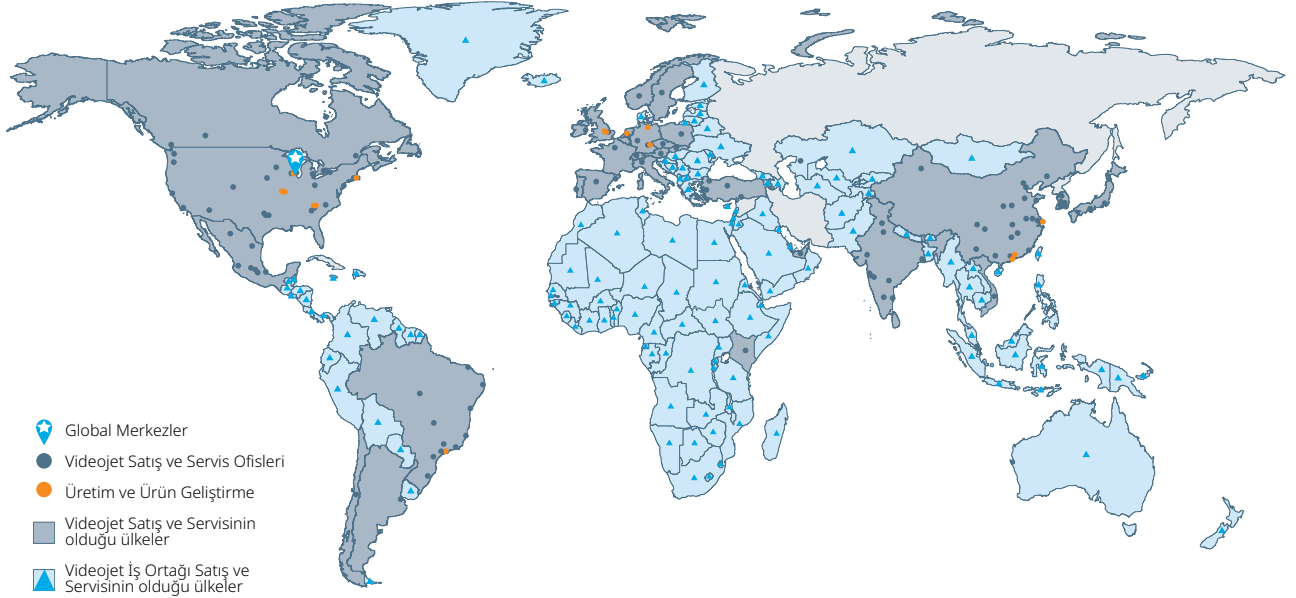 Global Merkezler
Videojet Satış ve Servis Ofisleri
Üretim ve Ürün Geliştirme
Videojet Satış ve Servisinin
olduğu ülkeler
Videojet İş Ortağı Satış ve
Servisinin olduğu ülkeler